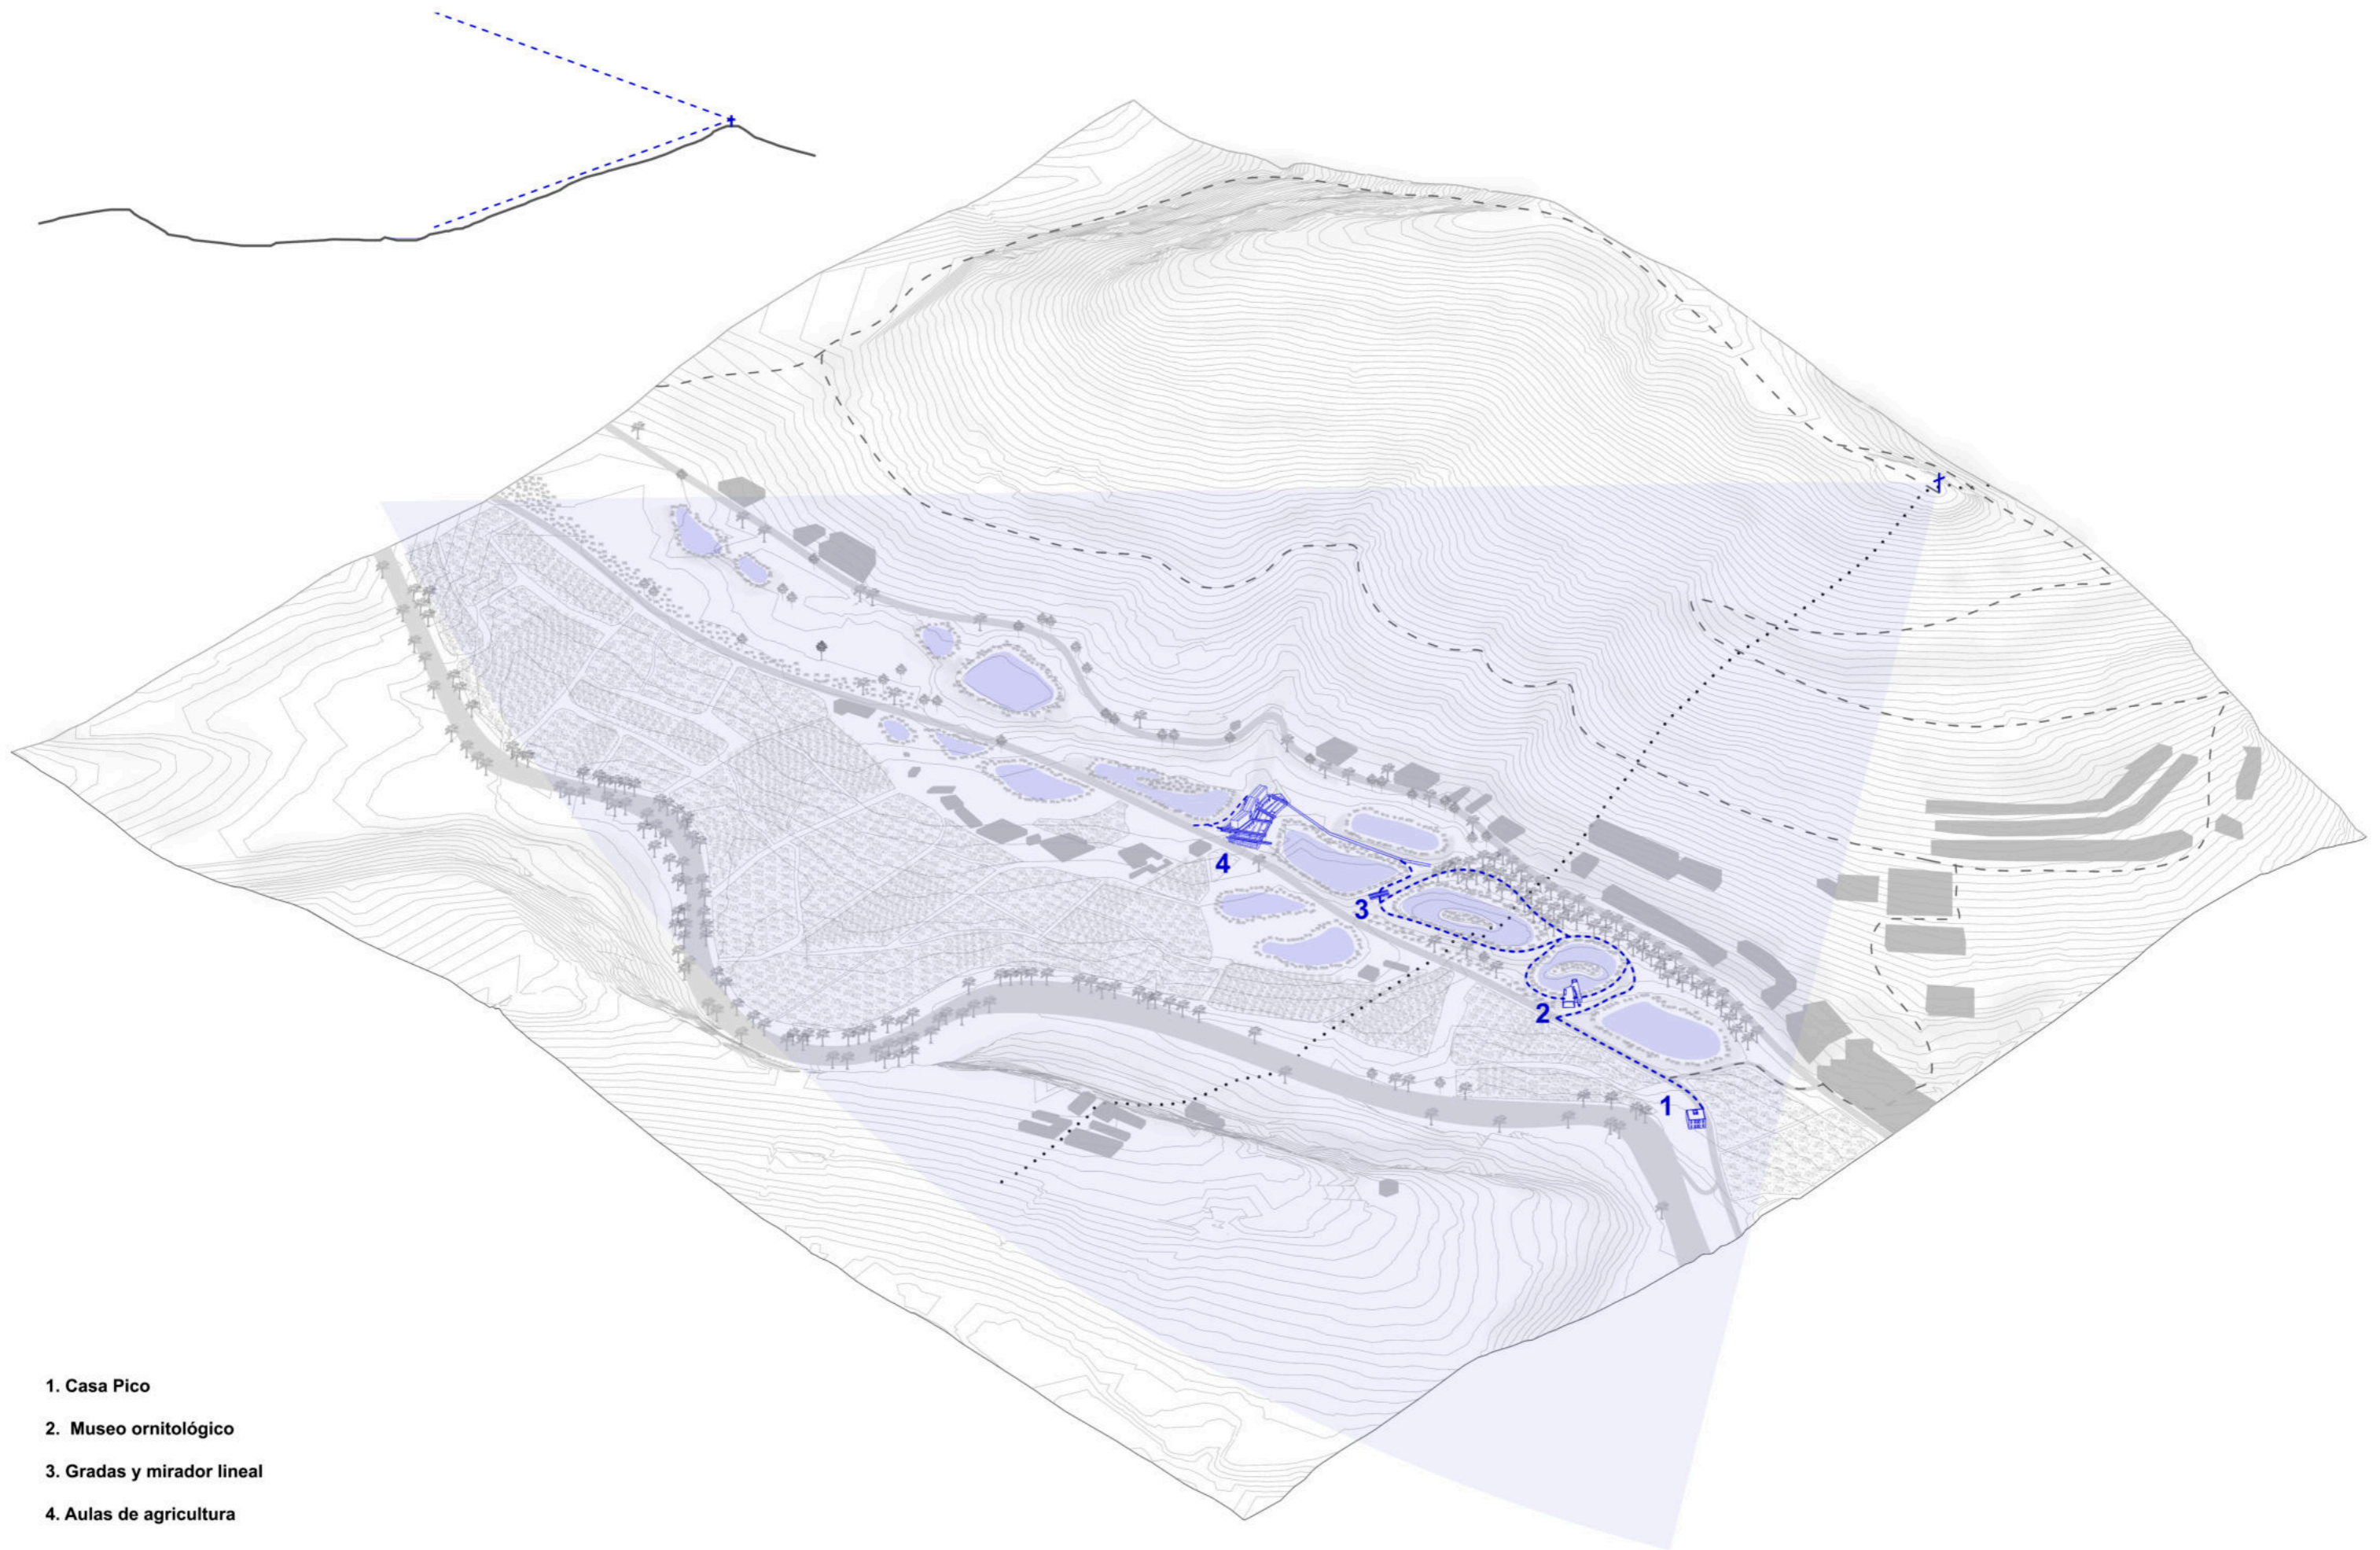 4
3
2
1
1. Casa Pico
2. Museo ornitológico
3. Gradas y mirador lineal
4. Aulas de agricultura